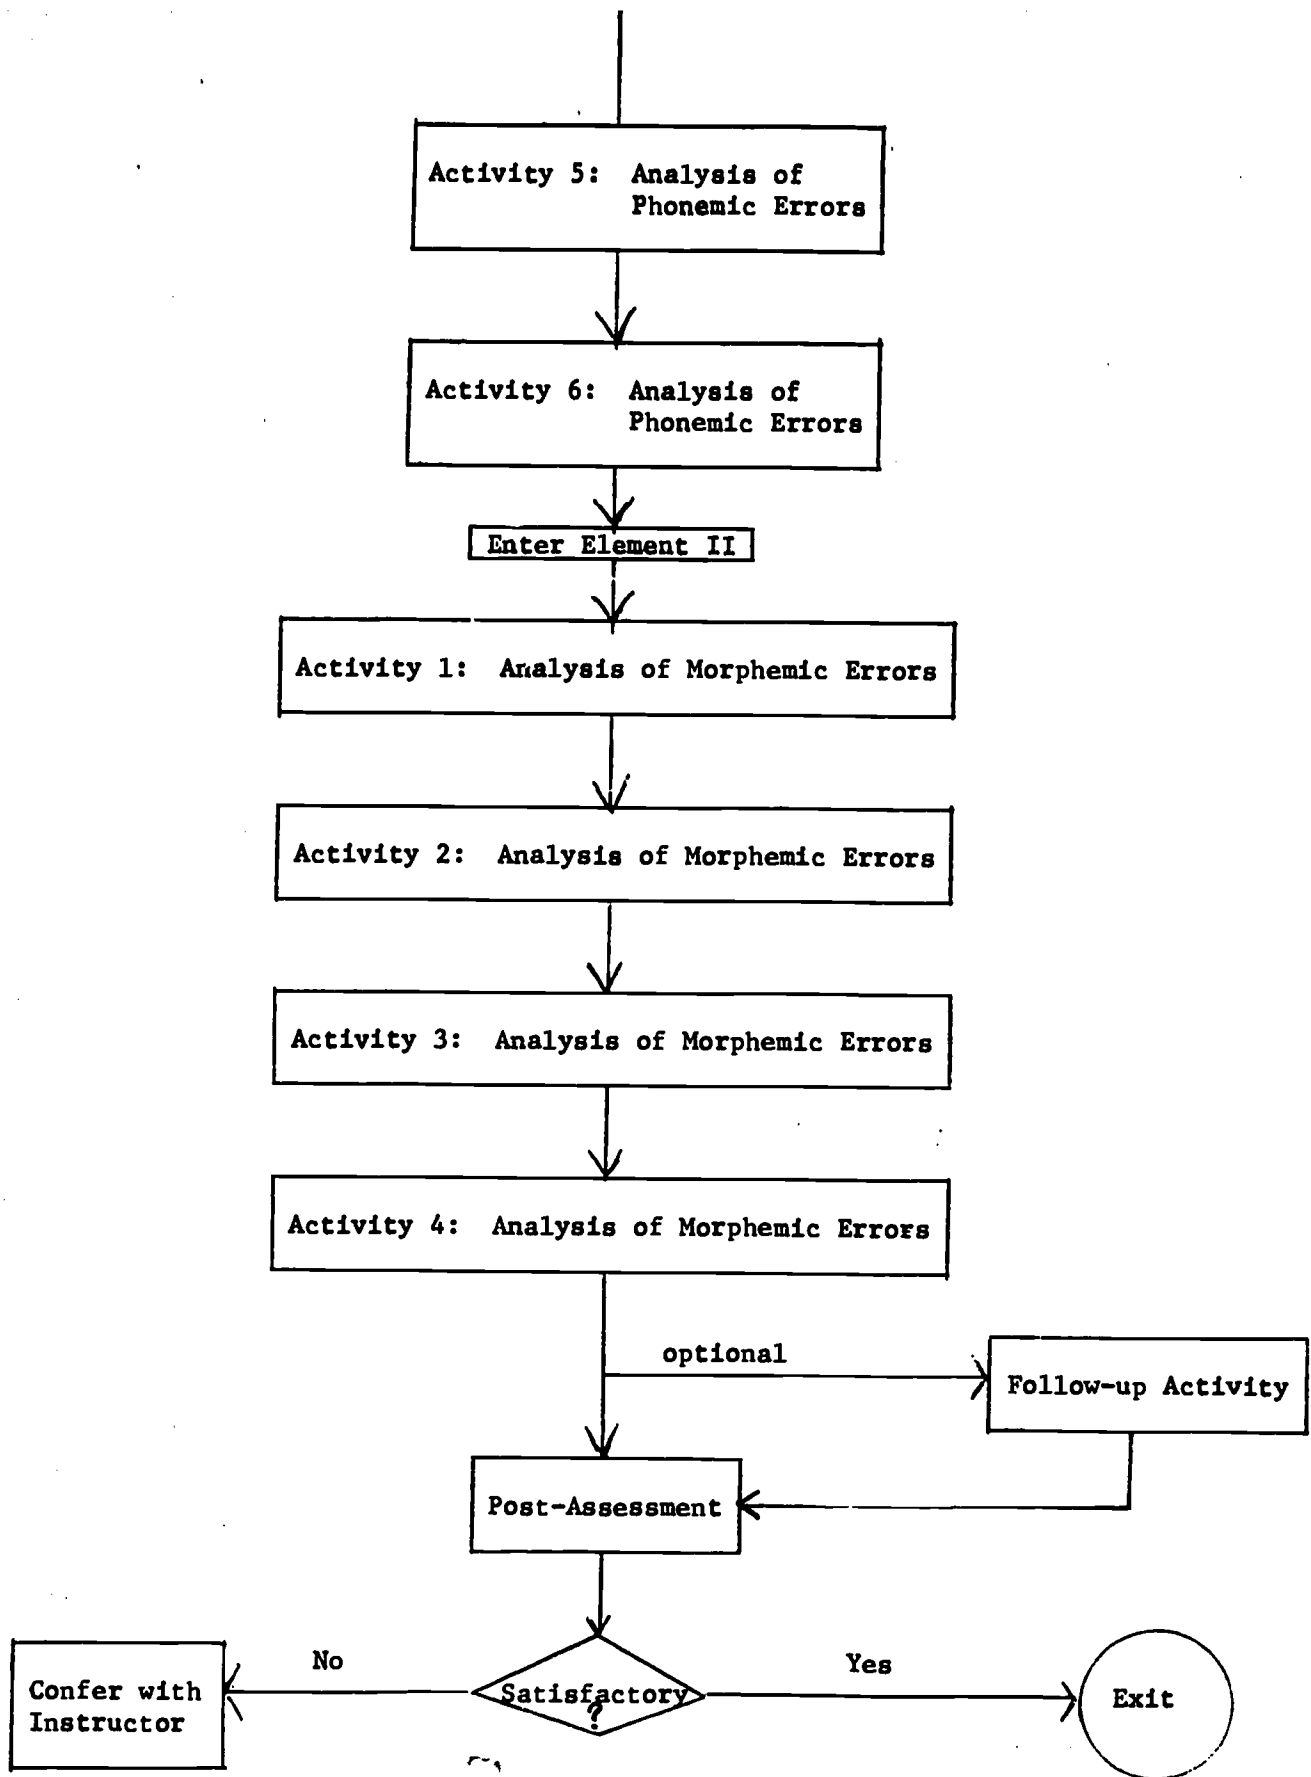 Activity 5: Analysis of
Phonemic Errors
Activity 6: Analysis of
Phonemic Errors
Enter Element II
Activity 1: Analysis of Morphemic Errors
Activity 2: Analysis of Morphemic Errors
Activity 3: Analysis of Morphemic Errors
Activity 4: Analysis of Morphemic Errors
optional
Follow-up Activity
Post-Assessment
No
Yes
Confer with
Instructor
Satisfactory
?
Exit